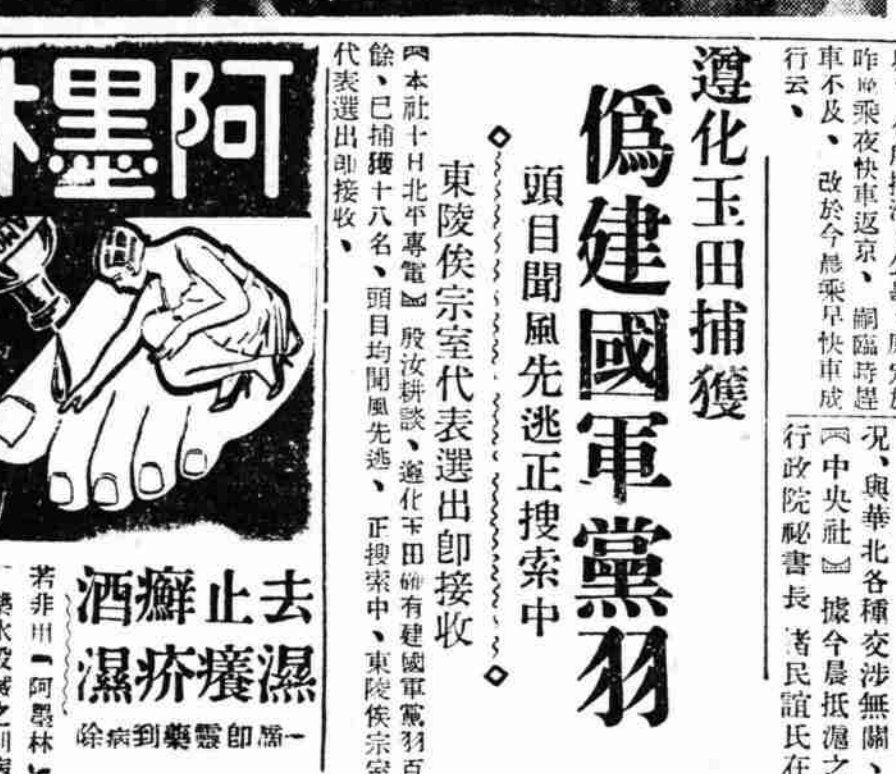 昨晚乘夜快車返京、嗣臨時趕
車不及、改於今晨乘早快車成
行云、
況、與華北各種交涉無關、
【中央社】據今晨抵滬之
行政院祕書長褚民誼氏在
遵化玉田捕獲
僞建國軍黨羽
頭目聞風先逃正搜索中
東陵俟宗室代表選出卽接收
【本社十日北平專電】殷汝耕談、遵化玉田確有建國軍黨羽百
餘、已捕獲十八名、頭目均聞風先逃、正搜索中、東陵俟宗室
代表選出卽接收、
阿墨林
去濕
止癢
癬疥
酒濕
一搽卽靈藥到病除
若非用「阿墨林」